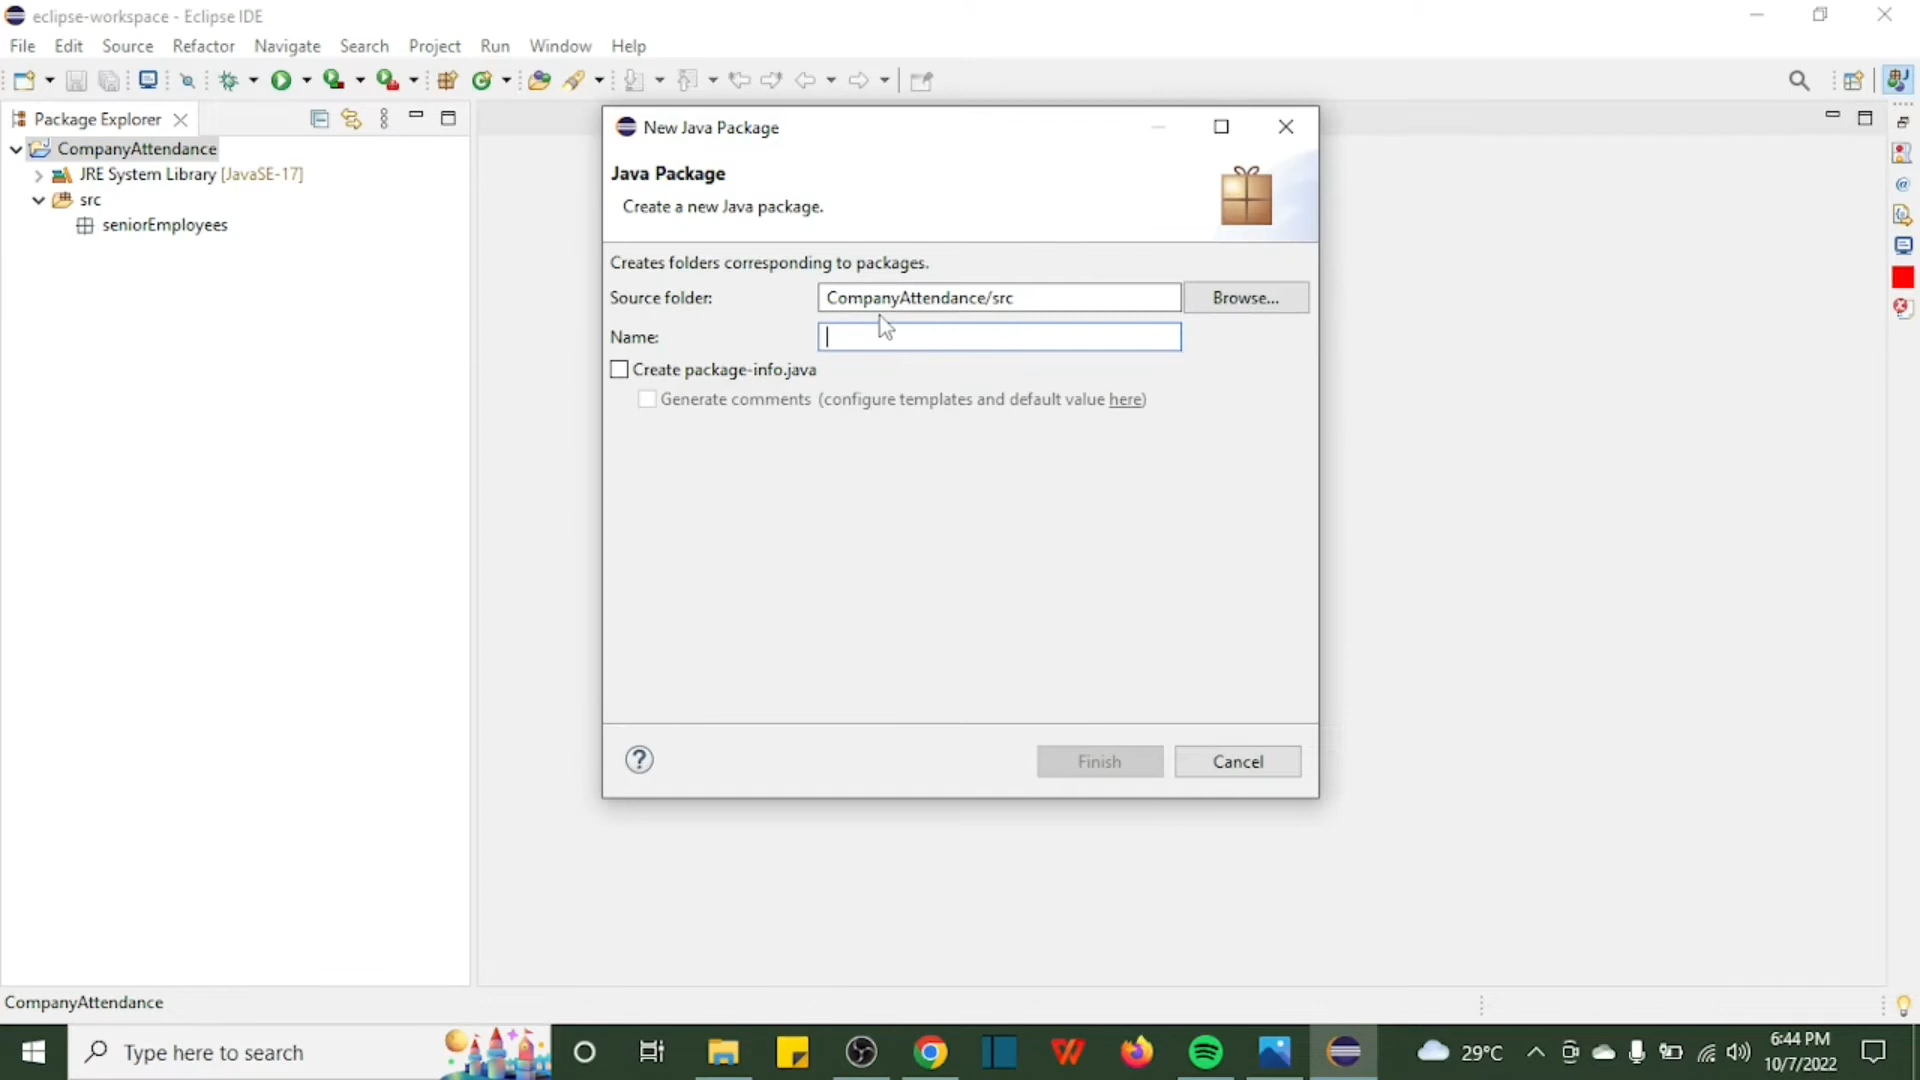 eclipse-workspace - Eclipse IDE
File Edit Source Refactor Navigate Search Project Run Window Help
Package Explorer
CompanyAttendance
JRE System Library [JavaSE-17]
src
seniorEmployees
New Java Package
Java Package
Create a new Java package.
Creates folders corresponding to packages.
Source folder: CompanyAttendance/src Browse...
Name:
Create package-info.java
Generate comments (configure templates and default value here)
Finish Cancel
CompanyAttendance
Type here to search
29°C
6:44 PM
10/7/2022